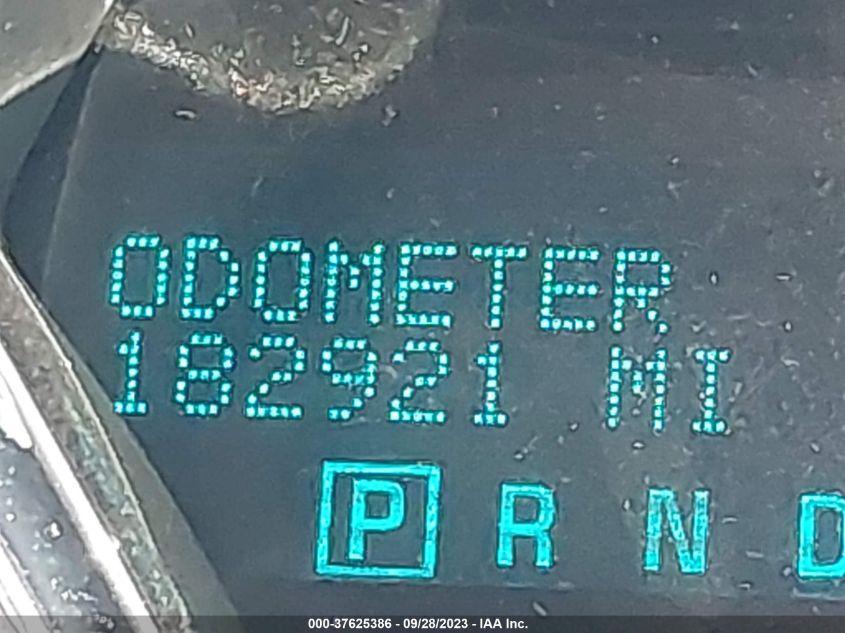 ODOMETER
182921 MI
P R N D
000-37625386 - 09/28/2023 - IAA Inc.